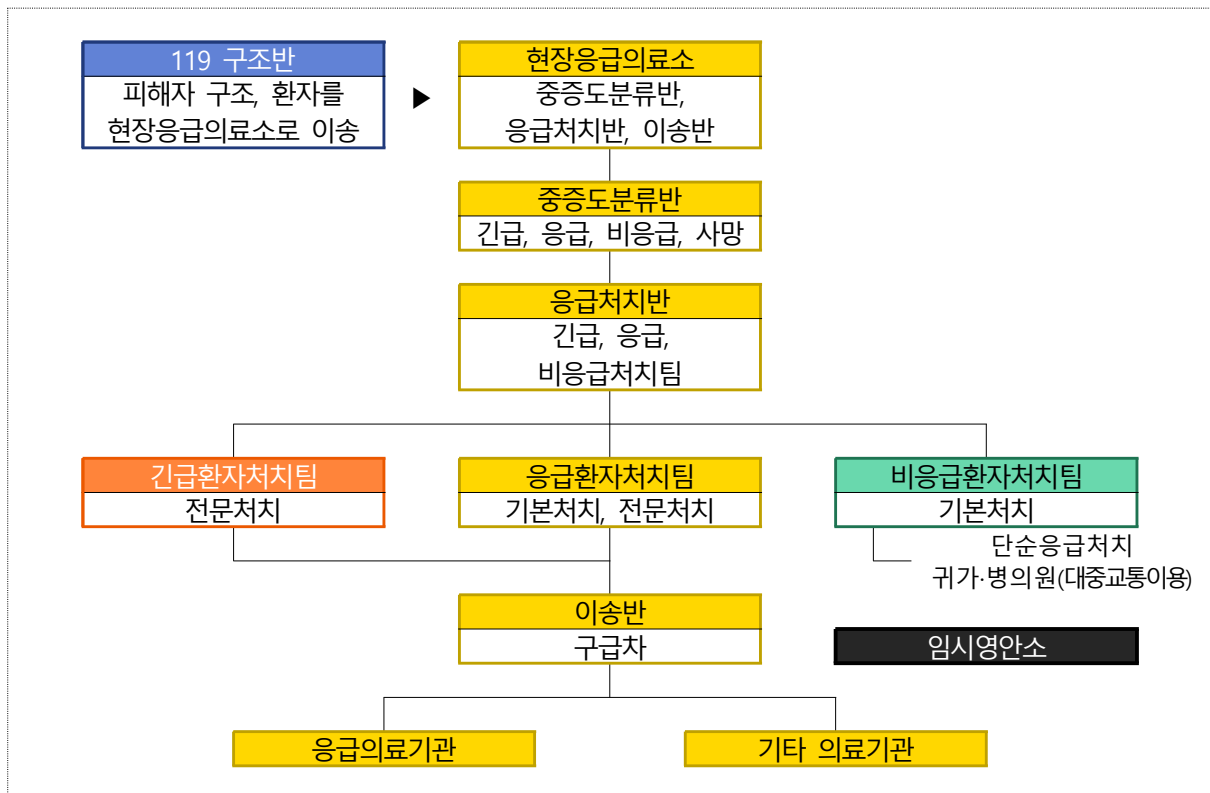 119 구조반
피해자 구조, 환자를
현장응급의료소로 이송
▶
현장응급의료소
중증도분류반,
응급처치반, 이송반
중증도분류반
긴급, 응급, 비응급, 사망
응급처치반
긴급, 응급,
비응급처치팀
긴급환자처치팀
전문처치
응급환자처치팀
기본처치, 전문처치
비응급환자처치팀
기본처치
단순응급처치
귀가·병의원(대중교통이용)
이송반
구급차
임시영안소
응급의료기관
기타 의료기관